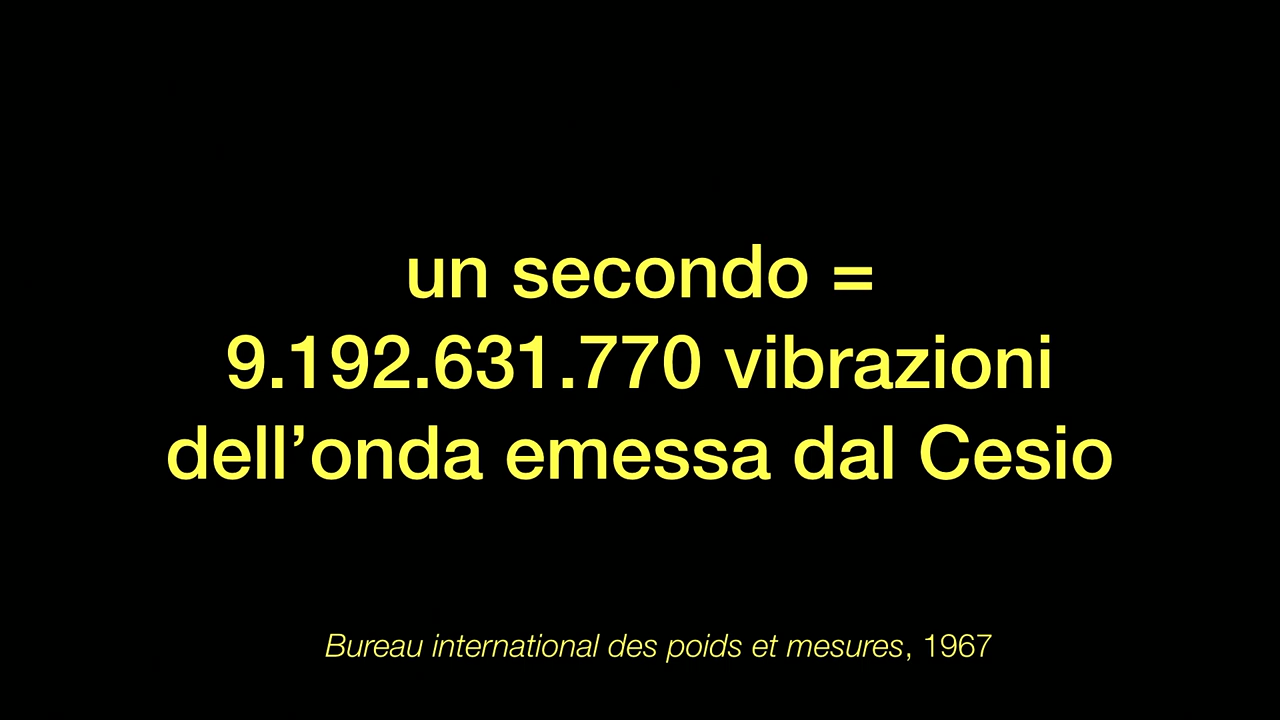 un secondo =
9.192.631.770 vibrazioni
dell’onda emessa dal Cesio
Bureau international des poids et mesures, 1967